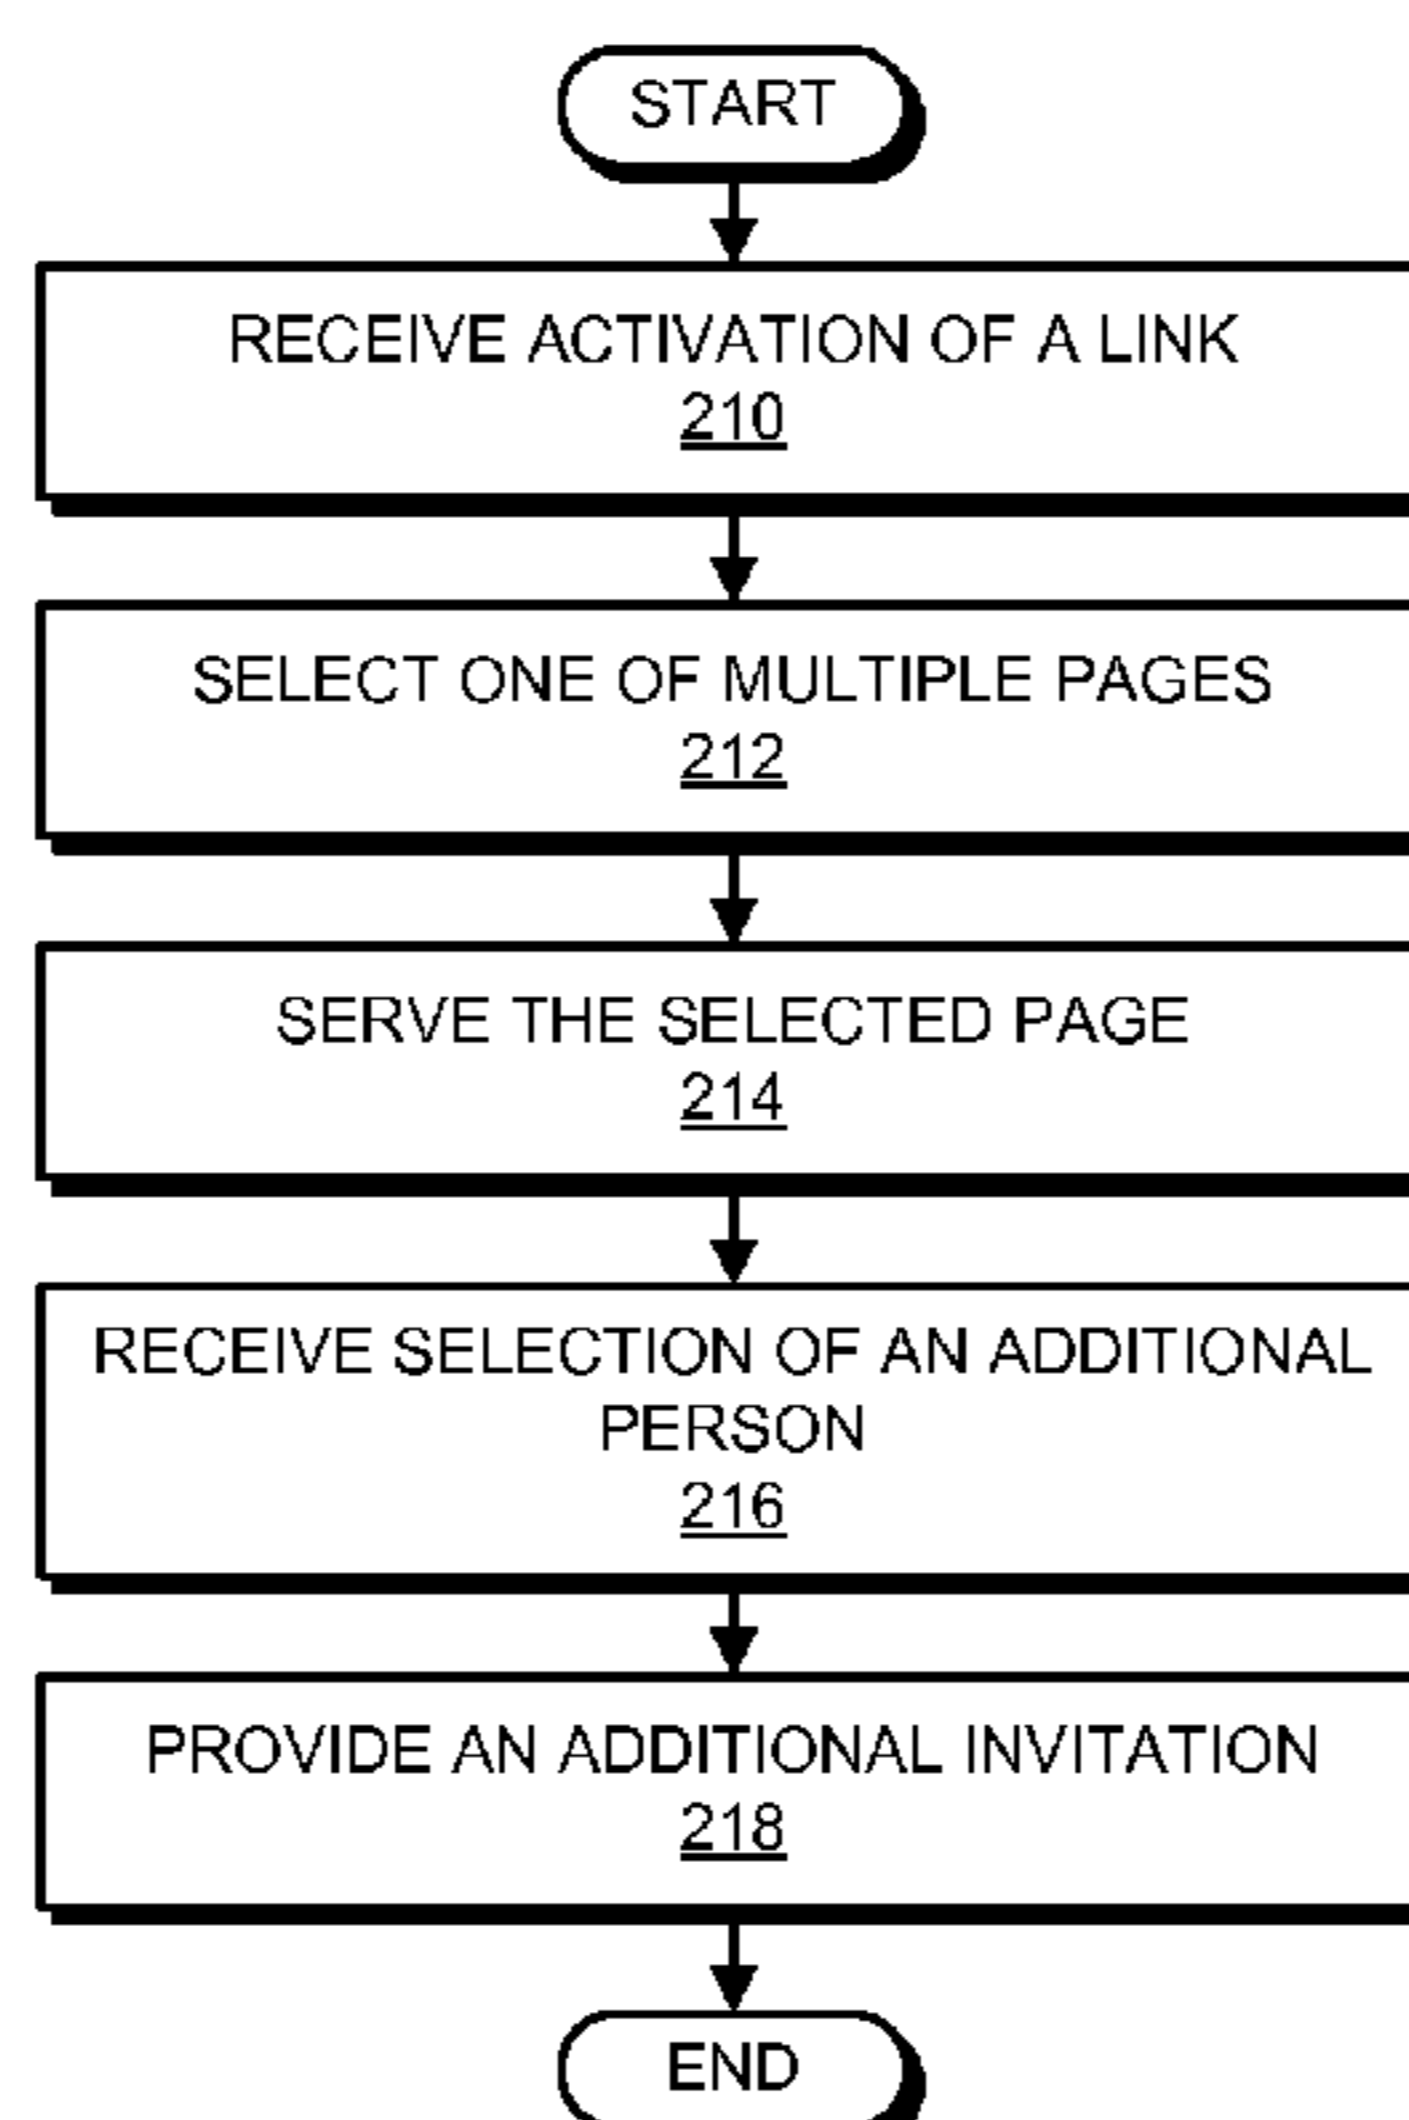 START
RECEIVE ACTIVATION OF A LINK
210
SELECT ONE OF MULTIPLE PAGES
212
SERVE THE SELECTED PAGE
214
RECEIVE SELECTION OF AN ADDITIONAL
PERSON
216
PROVIDE AN ADDITIONAL INVITATION
218
END